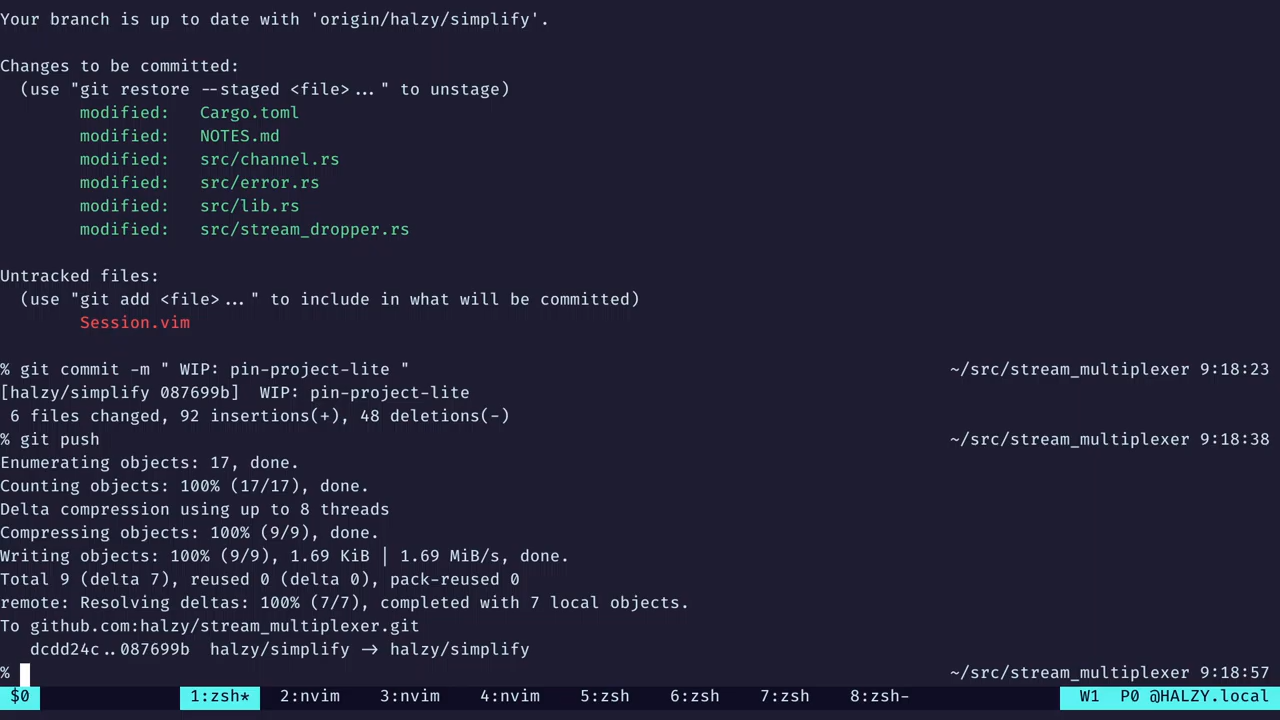 Your branch is up to date with 'origin/halzy/simplify'.
Changes to be committed:
(use "git restore --staged <file>..." to unstage)
modified: Cargo.toml
modified: NOTES.md
modified: src/channel.rs
modified: src/error.rs
modified: src/lib.rs
modified: src/stream_dropper.rs
Untracked files:
(use "git add <file>..." to include in what will be committed)
Session.vim
% git commit -m " WIP: pin-project-lite " ~/src/stream_multiplexer 9:18:23
[halzy/simplify 087699b]  WIP: pin-project-lite
6 files changed, 92 insertions(+), 48 deletions(-)
% git push ~/src/stream_multiplexer 9:18:38
Enumerating objects: 17, done.
Counting objects: 100% (17/17), done.
Delta compression using up to 8 threads
Compressing objects: 100% (9/9), done.
Writing objects: 100% (9/9), 1.69 KiB | 1.69 MiB/s, done.
Total 9 (delta 7), reused 0 (delta 0), pack-reused 0
remote: Resolving deltas: 100% (7/7), completed with 7 local objects.
To github.com:halzy/stream_multiplexer.git
dcdd24c..087699b  halzy/simplify -> halzy/simplify
% ~/src/stream_multiplexer 9:18:57
$0 1:zsh* 2:nvim 3:nvim 4:nvim 5:zsh 6:zsh 7:zsh 8:zsh- W1 P0 @HALZY.local